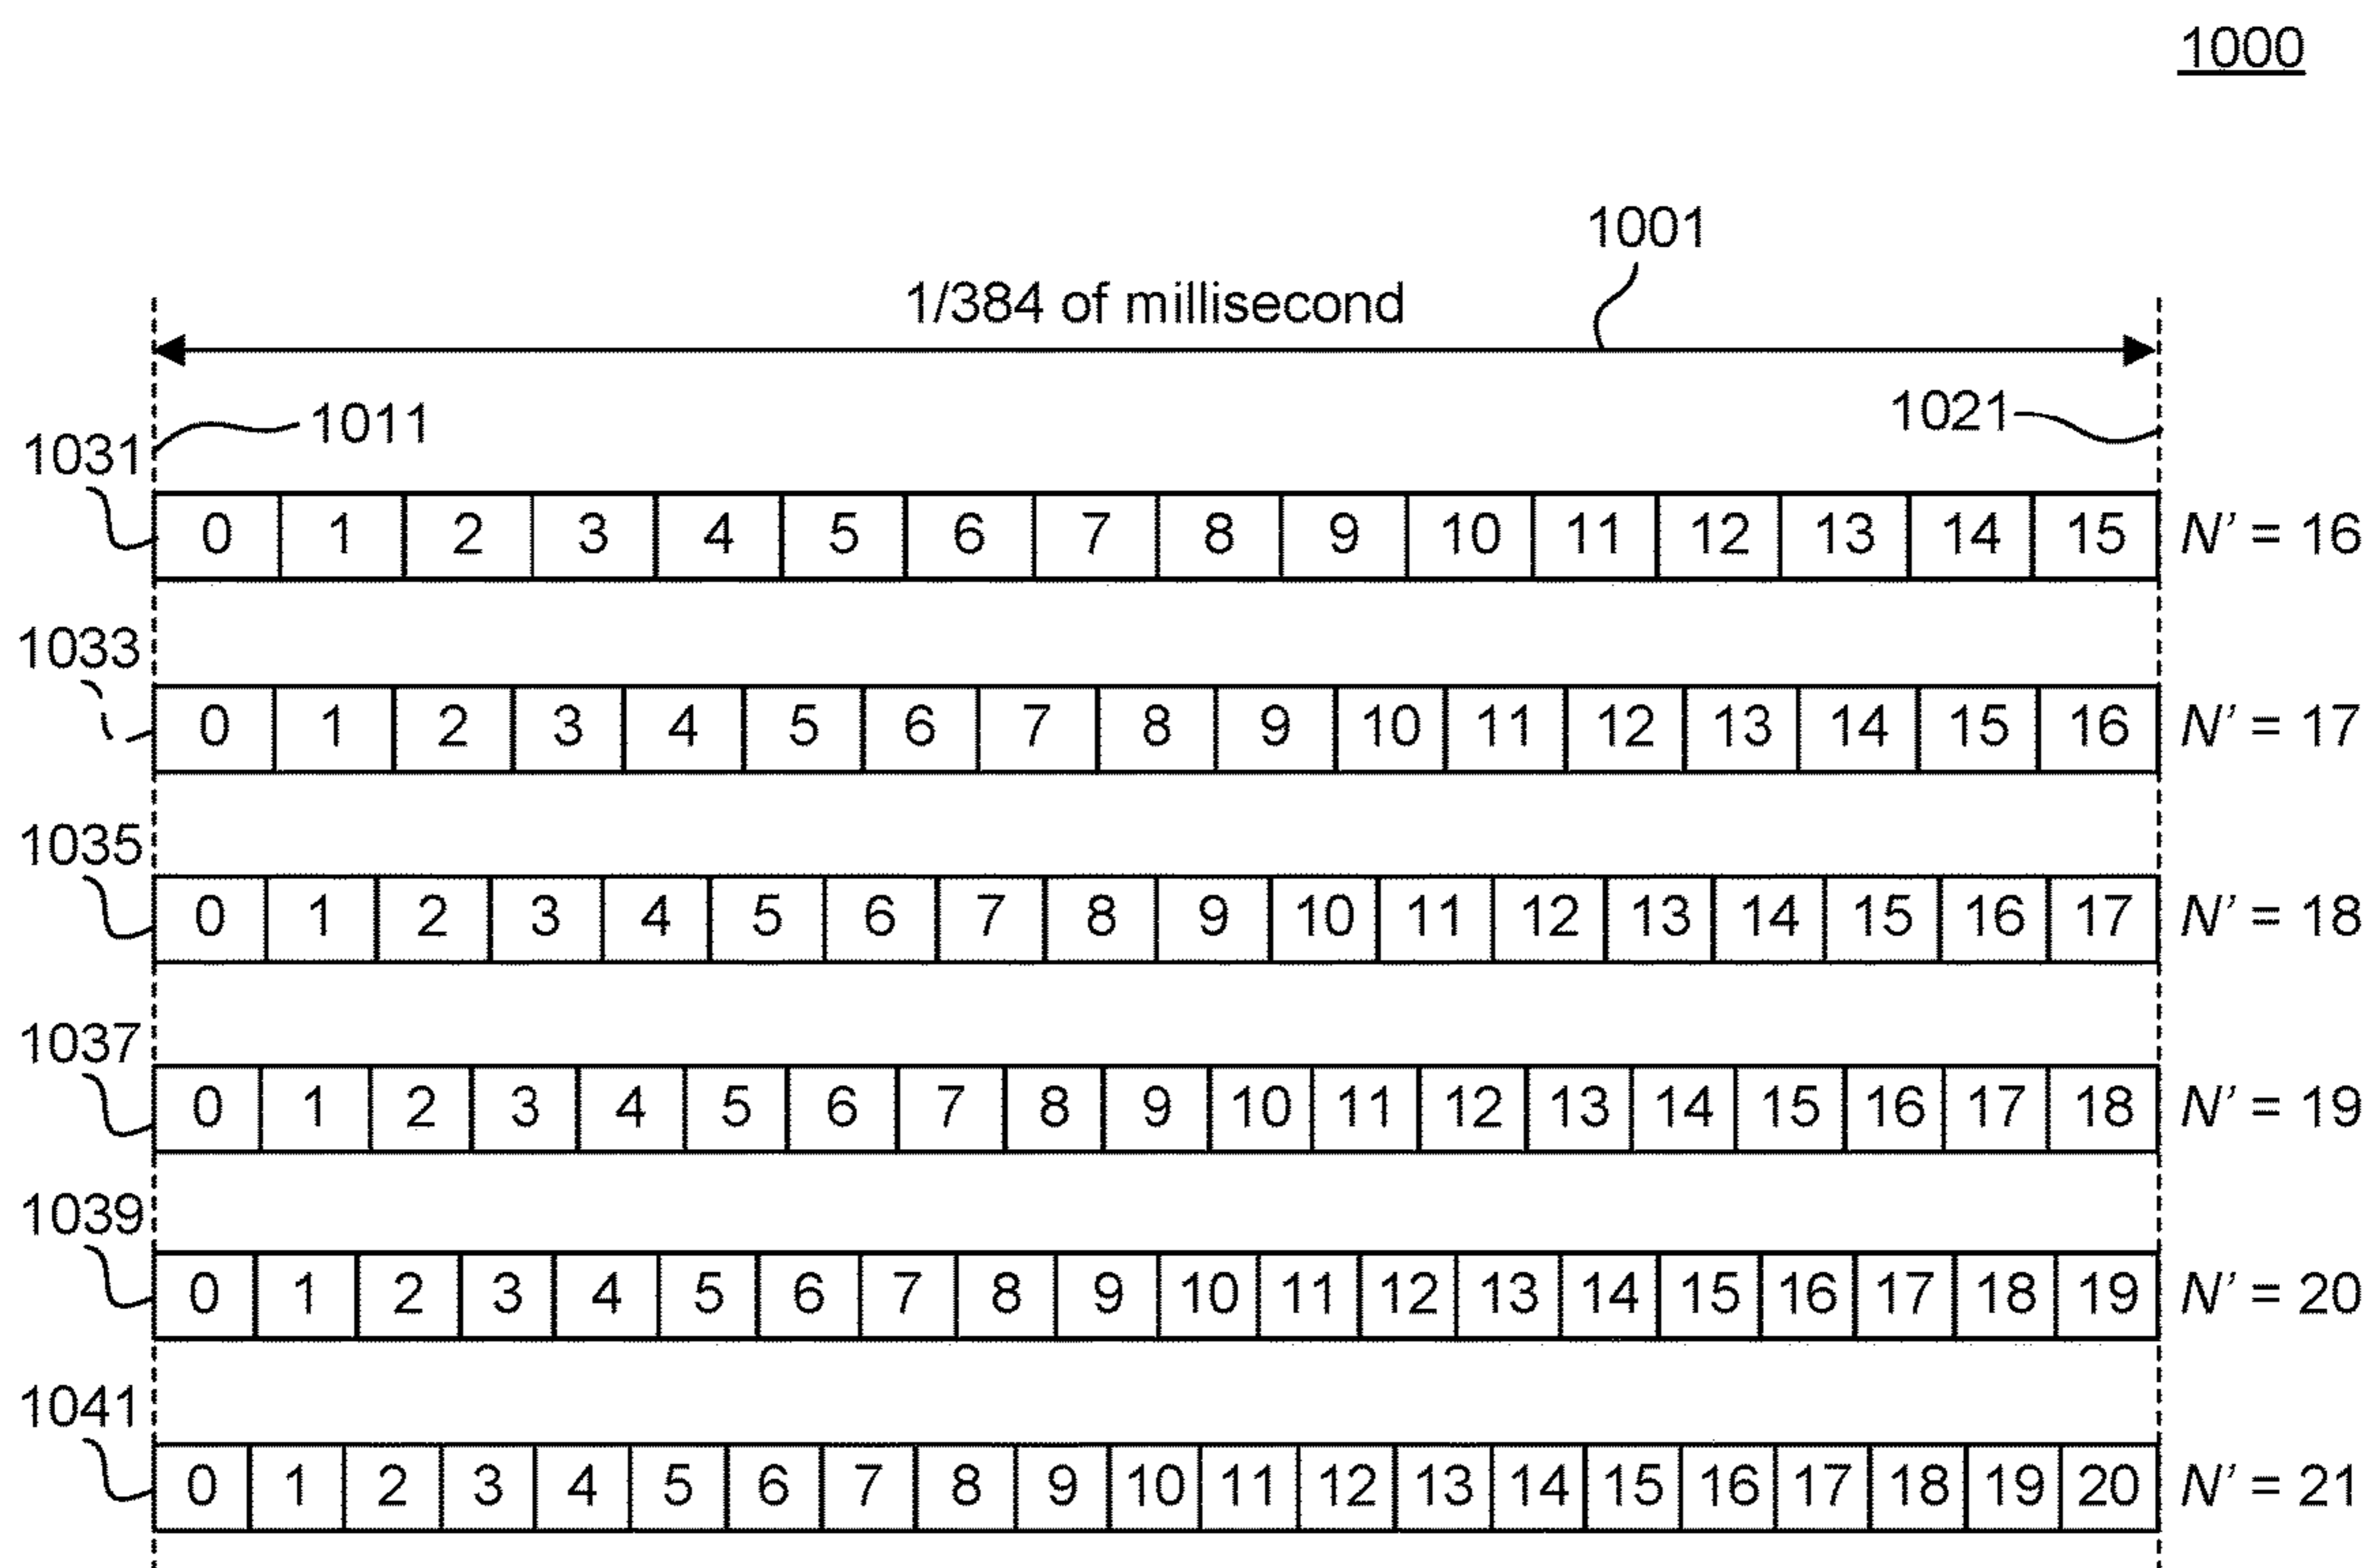 1000
1001
1/384 of millisecond
1011
1021
1031
0 1 2 3 4 5 6 7 8 9 10 11 12 13 14 15 N' = 16
1033
0 1 2 3 4 5 6 7 8 9 10 11 12 13 14 15 16 N' = 17
1035
0 1 2 3 4 5 6 7 8 9 10 11 12 13 14 15 16 17 N' = 18
1037
0 1 2 3 4 5 6 7 8 9 10 11 12 13 14 15 16 17 18 N' = 19
1039
0 1 2 3 4 5 6 7 8 9 10 11 12 13 14 15 16 17 18 19 N' = 20
1041
0 1 2 3 4 5 6 7 8 9 10 11 12 13 14 15 16 17 18 19 20 N' = 21